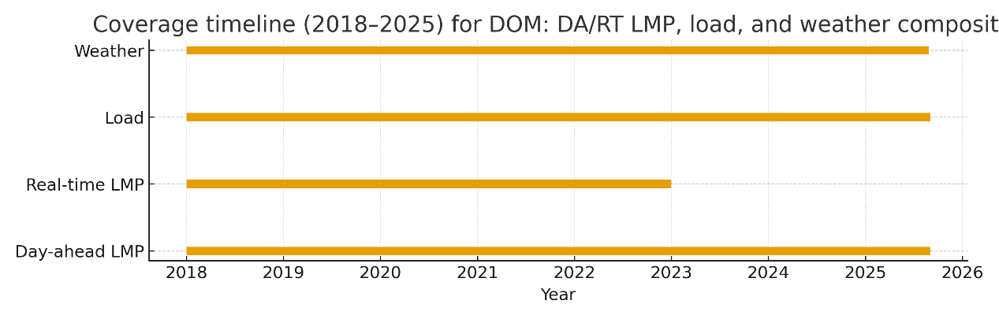 Coverage timeline (2018–2025) for DOM: DA/RT LMP, load, and weather composit
Weather
Load
Real-time LMP
Day-ahead LMP
2018 2019 2020 2021 2022 2023 2024 2025 2026
Year